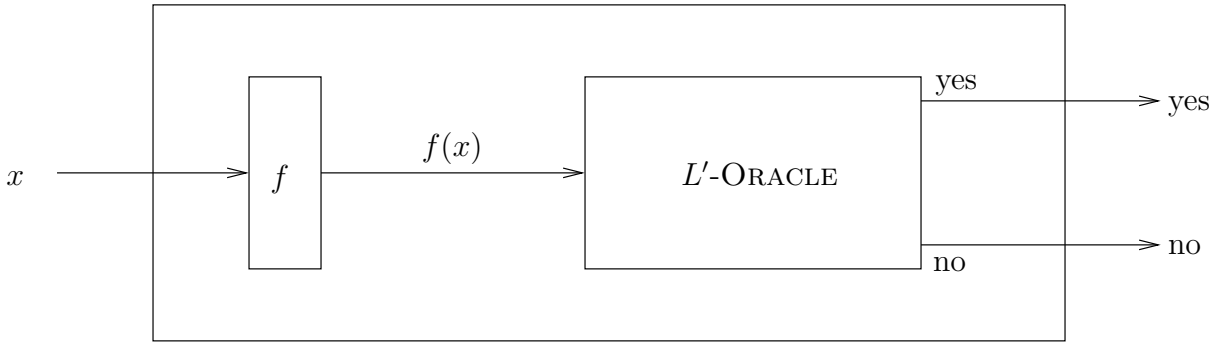 yes
yes
f(x)
x
f
L′-ORACLE
no
no